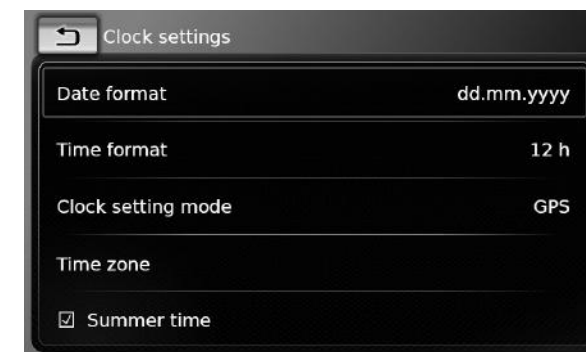 Clock settings
Date format dd.mm.yyyy
Time format 12 h
Clock setting mode GPS
Time zone
Summer time